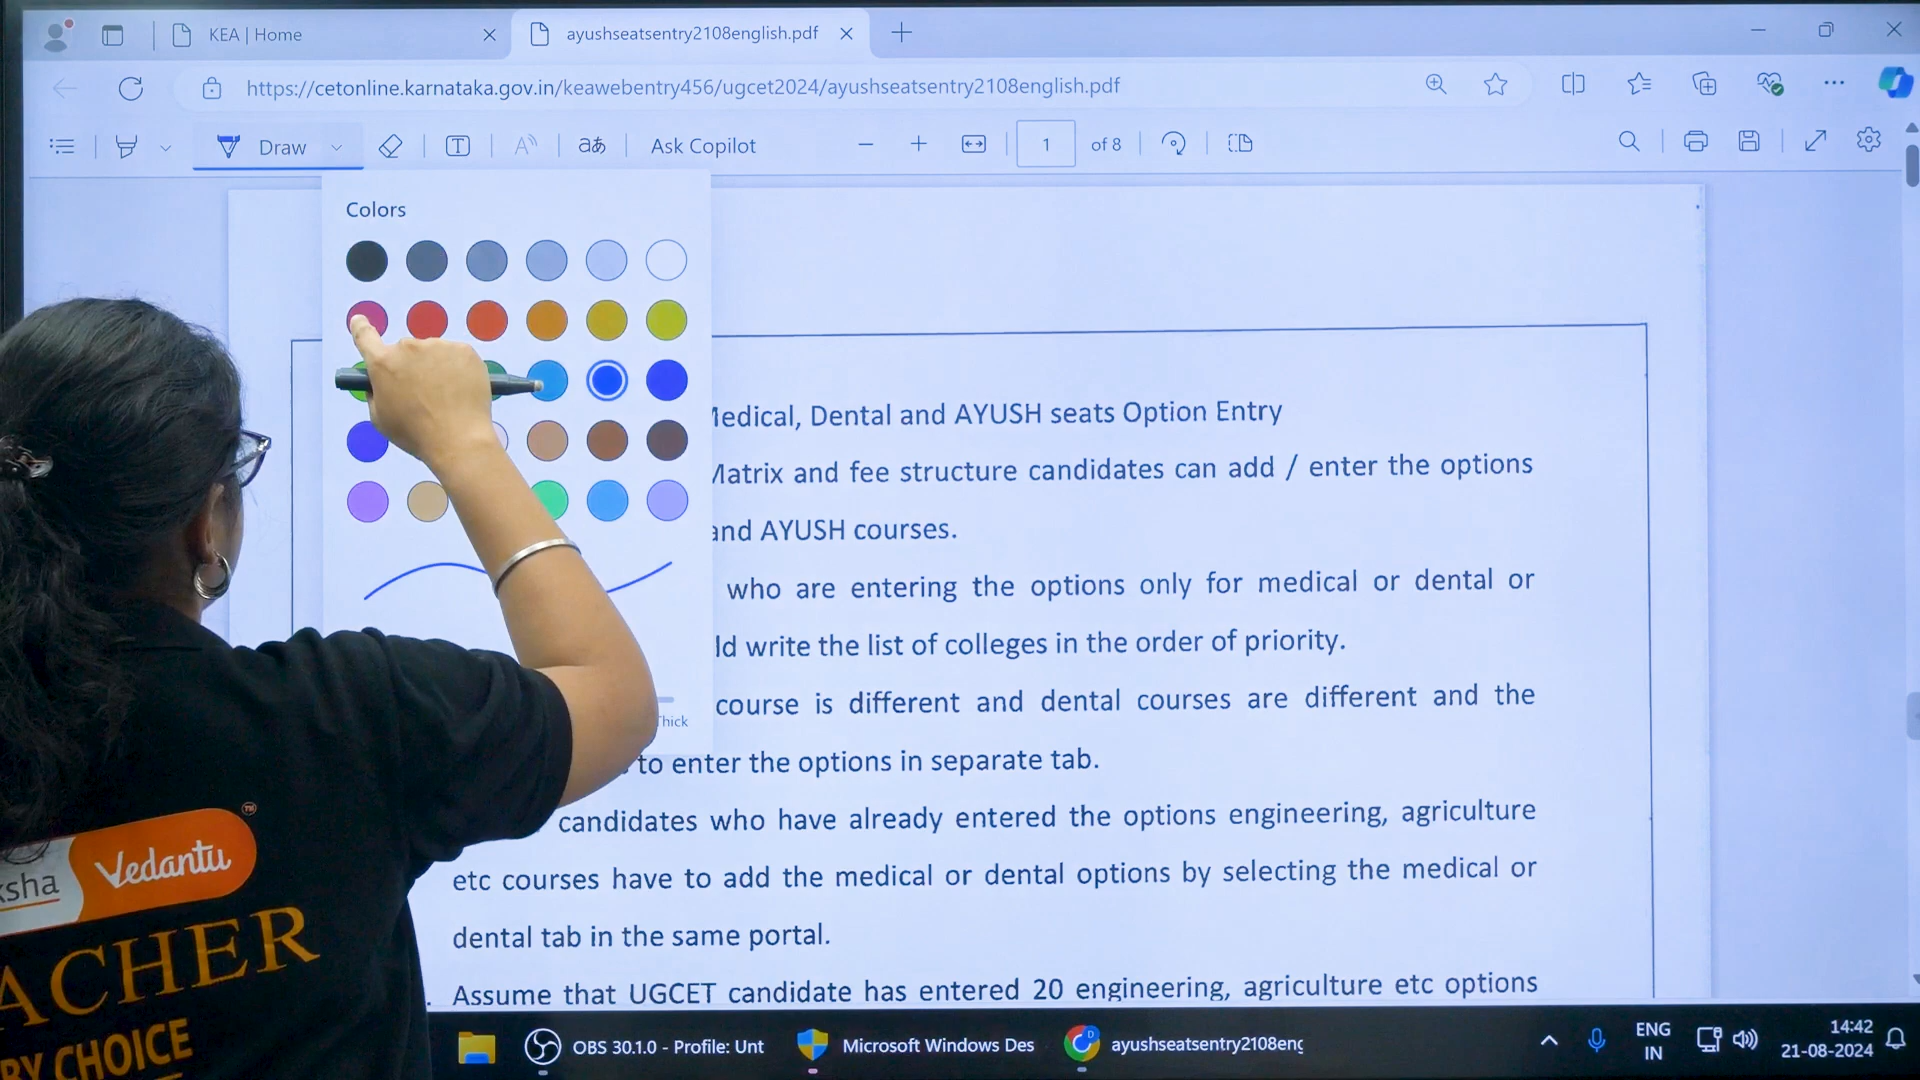 KEA | Home
ayushseatsentry2108english.pdf
https://cetonline.karnataka.gov.in/keawebentry456/ugcet2024/ayushseatsentry2108english.pdf
Draw
T
A
aあ
Ask Copilot
1
of 8
Colors
Medical, Dental and AYUSH seats Option Entry
Matrix and fee structure candidates can add / enter the options
and AYUSH courses.
who are entering the options only for medical or dental or
ld write the list of colleges in the order of priority.
course is different and dental courses are different and the
Thick
to enter the options in separate tab.
candidates who have already entered the options engineering, agriculture
etc courses have to add the medical or dental options by selecting the medical or
dental tab in the same portal.
Assume that UGCET candidate has entered 20 engineering, agriculture etc options
ksha
Vedantu
TM
ACHER
BY CHOICE
OBS 30.1.0 - Profile: Unt
Microsoft Windows Des
ayushseatsentry2108eng
ENG
IN
14:42
21-08-2024